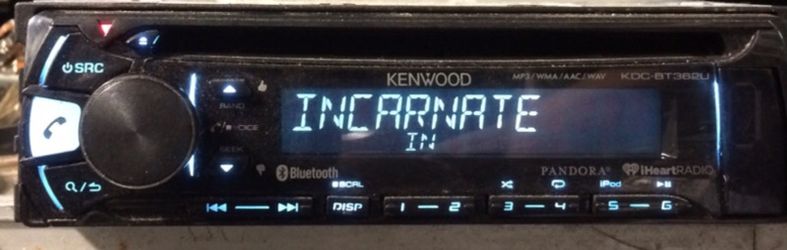 SRC
KENWOOD
MP3/WMA/AAC/WAV KDC-BT362U
BAND
INCARNATE
IN
SEEK
Bluetooth
PANDORA® iHeartRADIO
SCRL iPod
DISP 1 — 2 3 — 4 5 — 6